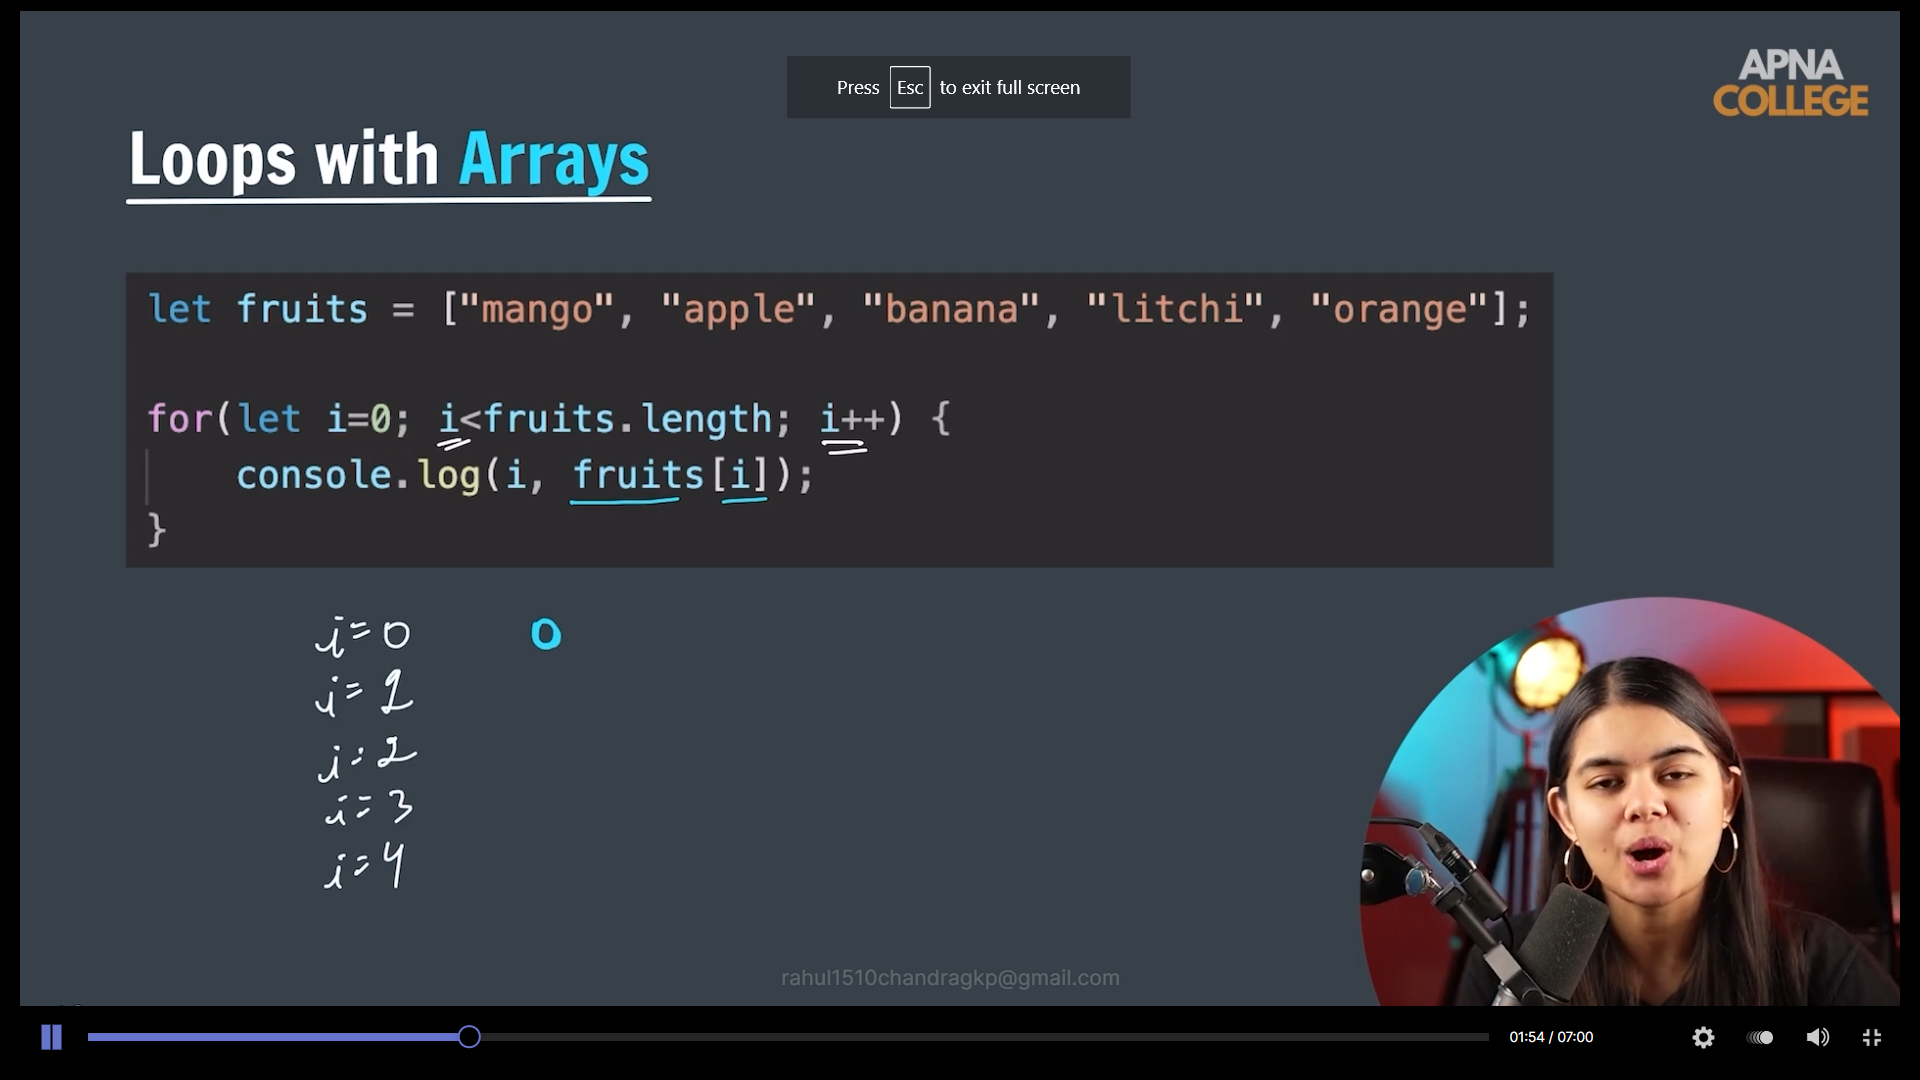 APNA
COLLEGE
Press Esc to exit full screen
Loops with Arrays
let fruits = ["mango", "apple", "banana", "litchi", "orange"];
for(let i=0; i<fruits.length; i++) {
console.log(i, fruits[i]);
}
i=0 0
i=1
i=2
i=3
i=4
rahul1510chandragkp@gmail.com
01:54 / 07:00